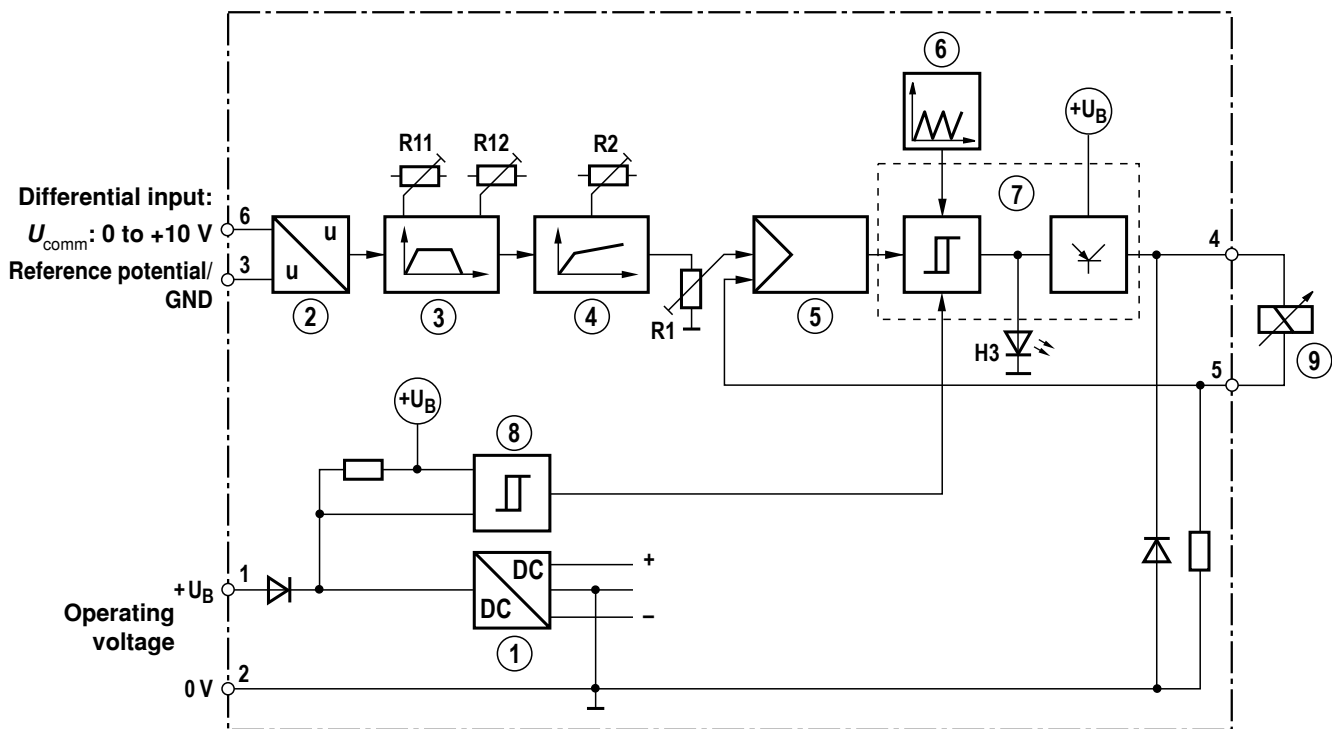 6
+U_B
R11
R12
R2
7
Differential input:
6
U_comm: 0 to +10 V
u
u
Reference potential/
3
GND
4
2
3
4
R1
5
H3
9
5
+U_B
8
+
1
+U_B
DC
DC
Operating
voltage
–
1
2
0 V